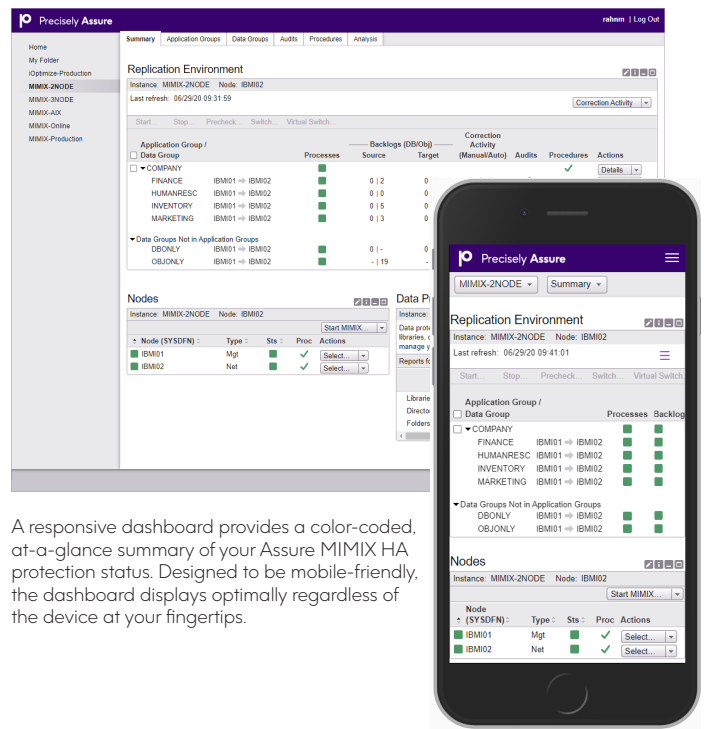 Precisely Assure
rahnm | Log Out
Home
My Folder
iOptimize-Production
MIMIX-2NODE
MIMIX-3NODE
MIMIX-AIX
MIMIX-Online
MIMIX-Production
Summary Application Groups Data Groups Audits Procedures Analysis
Replication Environment
Instance: MIMIX-2NODE Node: IBMI02
Last refresh: 06/29/20 09:31:59
Correction Activity
Start... Stop... Precheck... Switch... Virtual Switch...
Correction
Application Group / Backlogs (DB/Obj) Activity
Data Group Processes Source Target (Manual/Auto) Audits Procedures Actions
COMPANY Details
FINANCE IBMI01 IBMI02 0 | 2 0
HUMANRESC IBMI01 IBMI02 0 | 0 0
INVENTORY IBMI01 IBMI02 0 | 5 0
MARKETING IBMI01 IBMI02 0 | 3 0
Data Groups Not in Application Groups
DBONLY IBMI01 IBMI02 0 | - 0
OBJONLY IBMI01 IBMI02 - | 19 -
Nodes
Instance: MIMIX-2NODE Node: IBMI02
Start MIMIX...
Node (SYSDFN) Type Sts Proc Actions
IBMI01 Mgt Select...
IBMI02 Net Select...
Data P
Instance:
Data prote
libraries, 
manage y
Reports fo
Librarie
Directo
Folders
Precisely Assure
MIMIX-2NODE Summary
Replication Environment
Instance: MIMIX-2NODE Node: IBMI02
Last refresh: 06/29/20 09:41:01
Start... Stop... Precheck... Switch... Virtual Switch
Application Group /
Data Group Processes Backlog
COMPANY
FINANCE IBMI01 IBMI02
HUMANRESC IBMI01 IBMI02
INVENTORY IBMI01 IBMI02
MARKETING IBMI01 IBMI02
Data Groups Not in Application Groups
DBONLY IBMI01 IBMI02
OBJONLY IBMI01 IBMI02
Nodes
Instance: MIMIX-2NODE Node: IBMI02
Start MIMIX...
Node
(SYSDFN) Type Sts Proc Actions
IBMI01 Mgt Select...
IBMI02 Net Select...
A responsive dashboard provides a color-coded,
at-a-glance summary of your Assure MIMIX HA
protection status. Designed to be mobile-friendly,
the dashboard displays optimally regardless of
the device at your fingertips.